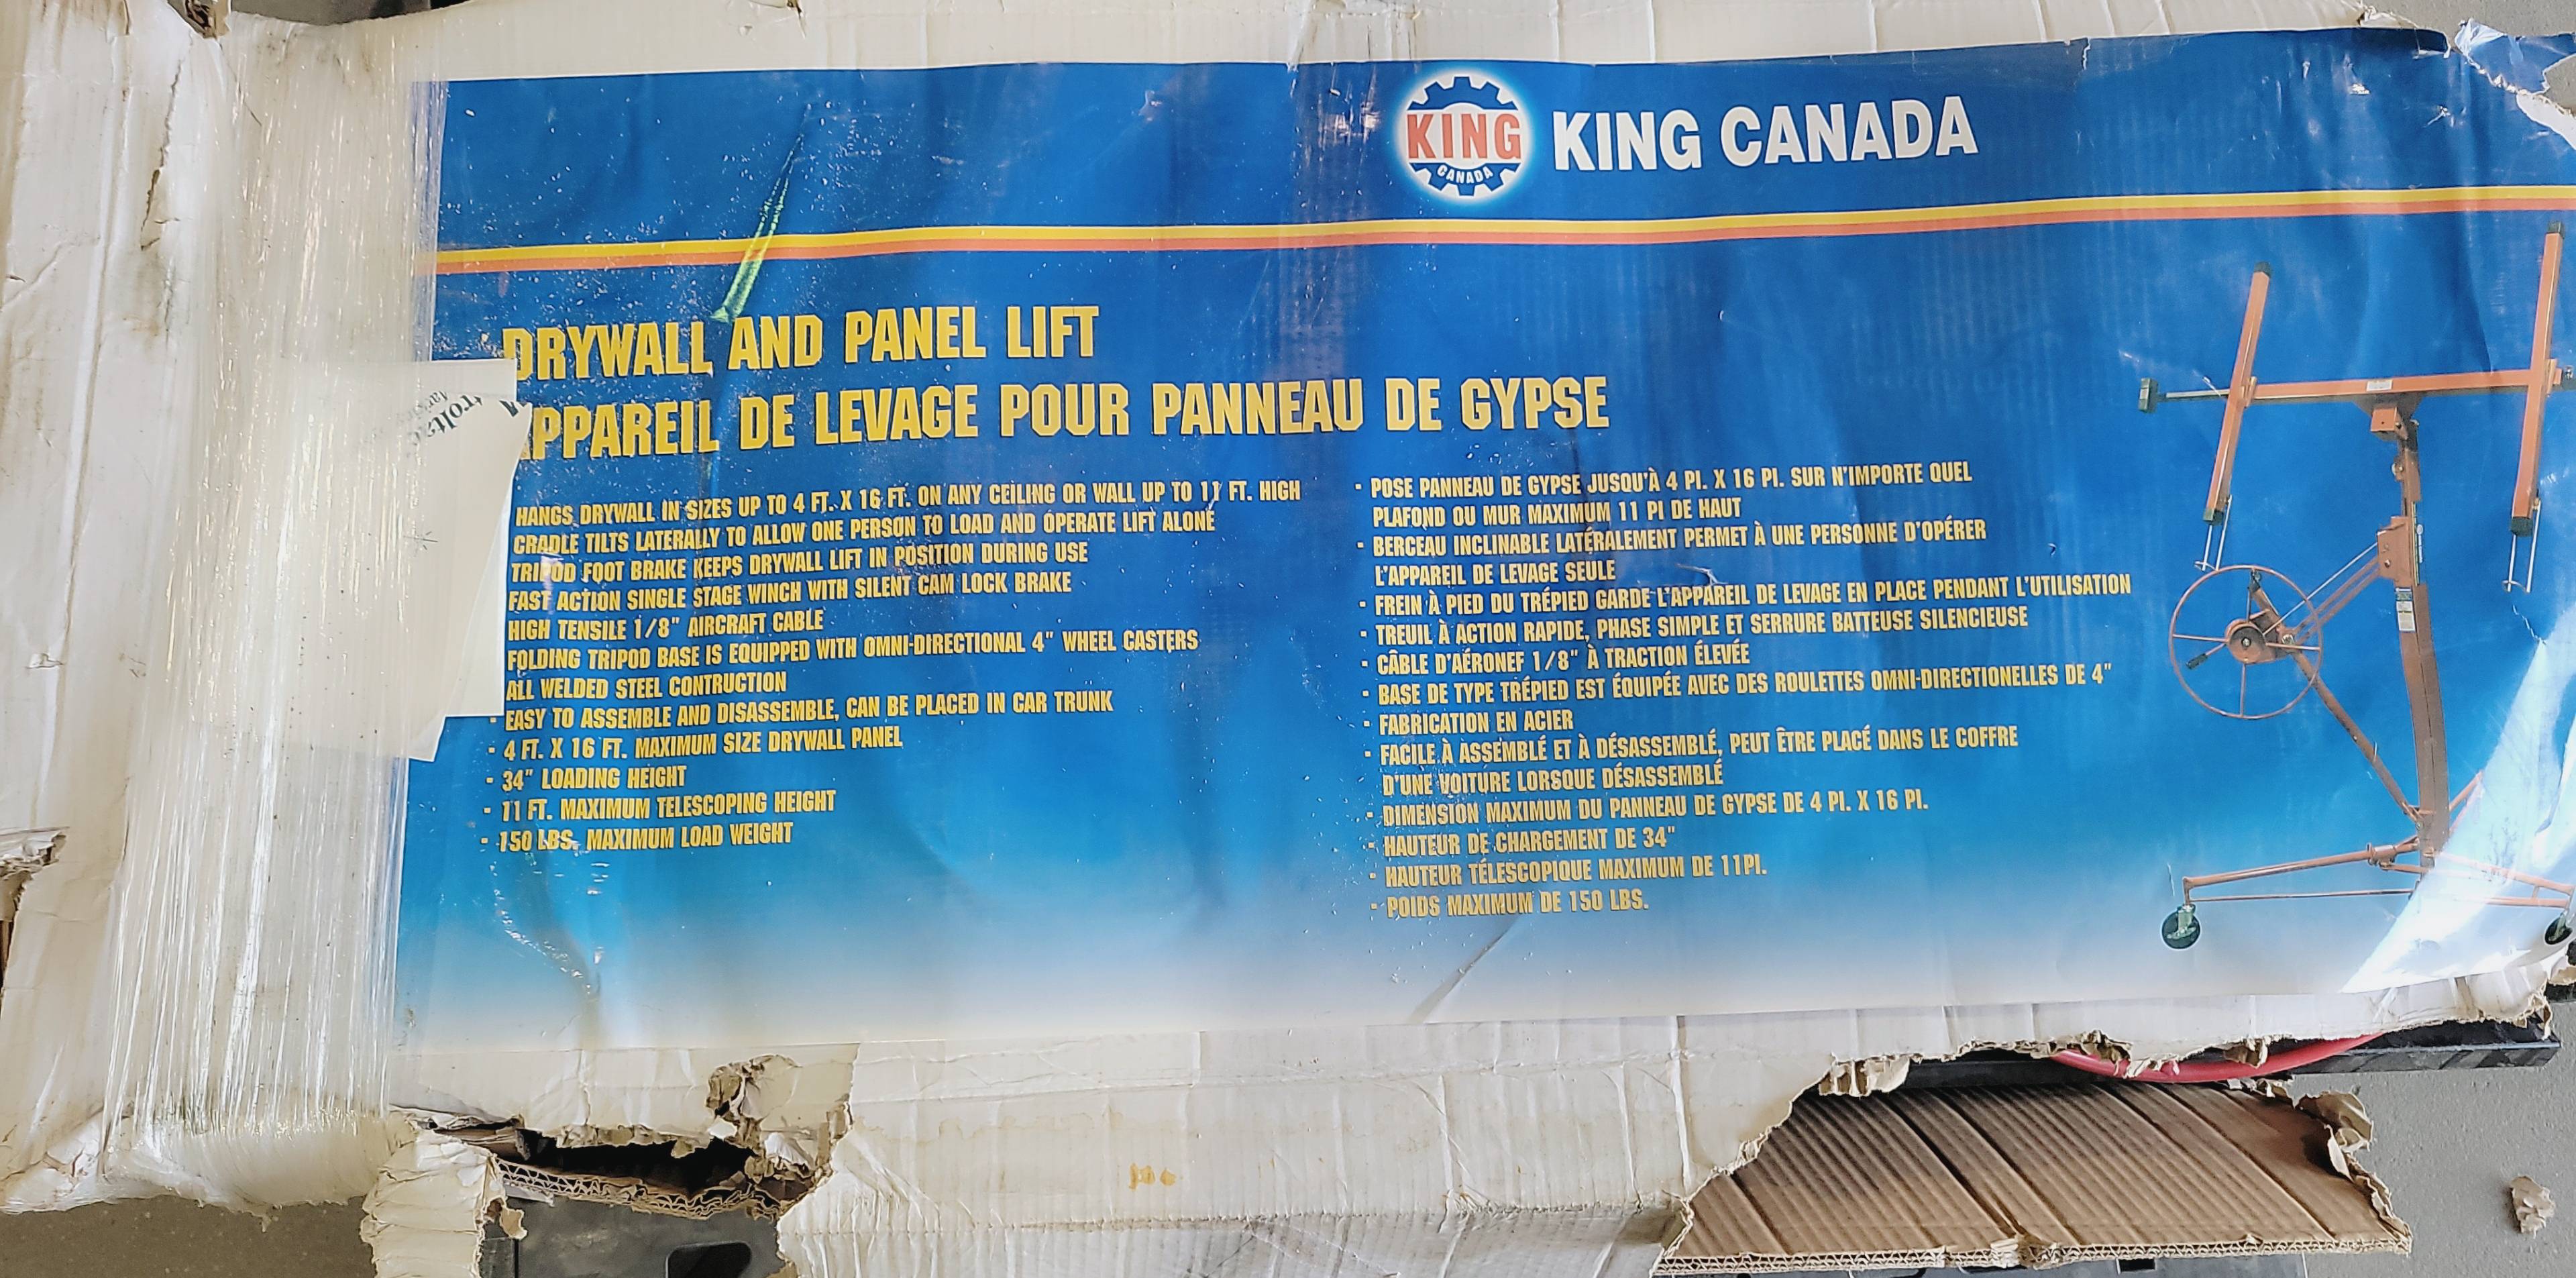 KING
CANADA
KING CANADA
DRYWALL AND PANEL LIFT
APPAREIL DE LEVAGE POUR PANNEAU DE GYPSE
HANGS DRYWALL IN SIZES UP TO 4 FT. X 16 FT. ON ANY CEILING OR WALL UP TO 11 FT. HIGH
CRADLE TILTS LATERALLY TO ALLOW ONE PERSON TO LOAD AND OPERATE LIFT ALONE
TRIPOD FOOT BRAKE KEEPS DRYWALL LIFT IN POSITION DURING USE
FAST ACTION SINGLE STAGE WINCH WITH SILENT CAM LOCK BRAKE
HIGH TENSILE 1/8" AIRCRAFT CABLE
FOLDING TRIPOD BASE IS EQUIPPED WITH OMNI-DIRECTIONAL 4" WHEEL CASTERS
ALL WELDED STEEL CONTRUCTION
- EASY TO ASSEMBLE AND DISASSEMBLE, CAN BE PLACED IN CAR TRUNK
- 4 FT. X 16 FT. MAXIMUM SIZE DRYWALL PANEL
- 34" LOADING HEIGHT
- 11 FT. MAXIMUM TELESCOPING HEIGHT
- 150 LBS. MAXIMUM LOAD WEIGHT
- POSE PANNEAU DE GYPSE JUSQU'À 4 PI. X 16 PI. SUR N'IMPORTE QUEL
PLAFOND OU MUR MAXIMUM 11 PI DE HAUT
- BERCEAU INCLINABLE LATÉRALEMENT PERMET À UNE PERSONNE D'OPÉRER
L'APPAREIL DE LEVAGE SEULE
- FREIN À PIED DU TRÉPIED GARDE L'APPAREIL DE LEVAGE EN PLACE PENDANT L'UTILISATION
- TREUIL À ACTION RAPIDE, PHASE SIMPLE ET SERRURE BATTEUSE SILENCIEUSE
- CÂBLE D'AÉRONEF 1/8" À TRACTION ÉLEVÉE
- BASE DE TYPE TRÉPIED EST ÉQUIPÉE AVEC DES ROULETTES OMNI-DIRECTIONELLES DE 4"
- FABRICATION EN ACIER
- FACILE À ASSEMBLÉ ET À DÉSASSEMBLÉ, PEUT ÊTRE PLACÉ DANS LE COFFRE
D'UNE VOITURE LORSQUE DÉSASSEMBLÉ
- DIMENSION MAXIMUM DU PANNEAU DE GYPSE DE 4 PI. X 16 PI.
- HAUTEUR DE CHARGEMENT DE 34"
- HAUTEUR TÉLESCOPIQUE MAXIMUM DE 11PI.
- POIDS MAXIMUM DE 150 LBS.